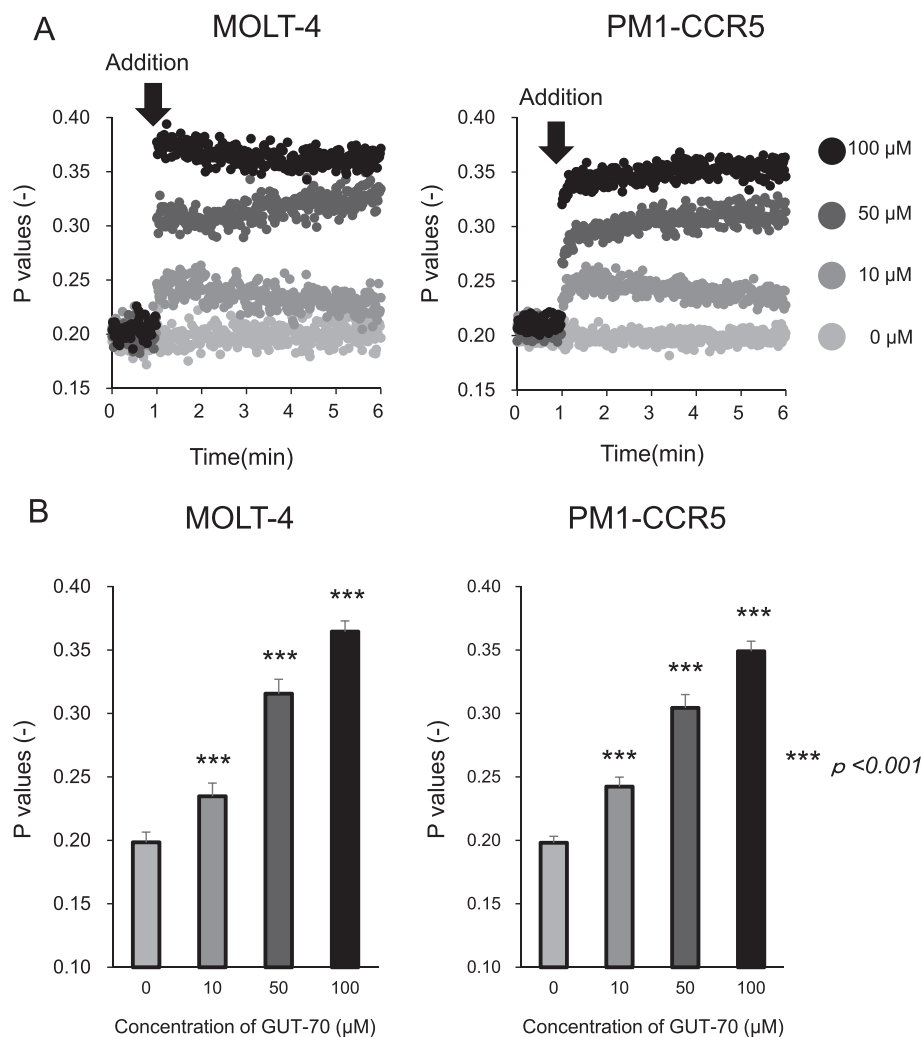 A
MOLT-4
PM1-CCR5
Addition
Addition
P values (-)
0.40
0.35
0.30
0.25
0.20
0.15
0 1 2 3 4 5 6
Time(min)
P values (-)
0.40
0.35
0.30
0.25
0.20
0.15
0 1 2 3 4 5 6
Time(min)
100 µM
50 µM
10 µM
0 µM
B
MOLT-4
PM1-CCR5
P values (-)
0.40
0.35
0.30
0.25
0.20
0.15
0.10
***
***
***
0 10 50 100
Concentration of GUT-70 (µM)
P values (-)
0.40
0.35
0.30
0.25
0.20
0.15
0.10
***
***
***
0 10 50 100
Concentration of GUT-70 (µM)
*** p <0.001